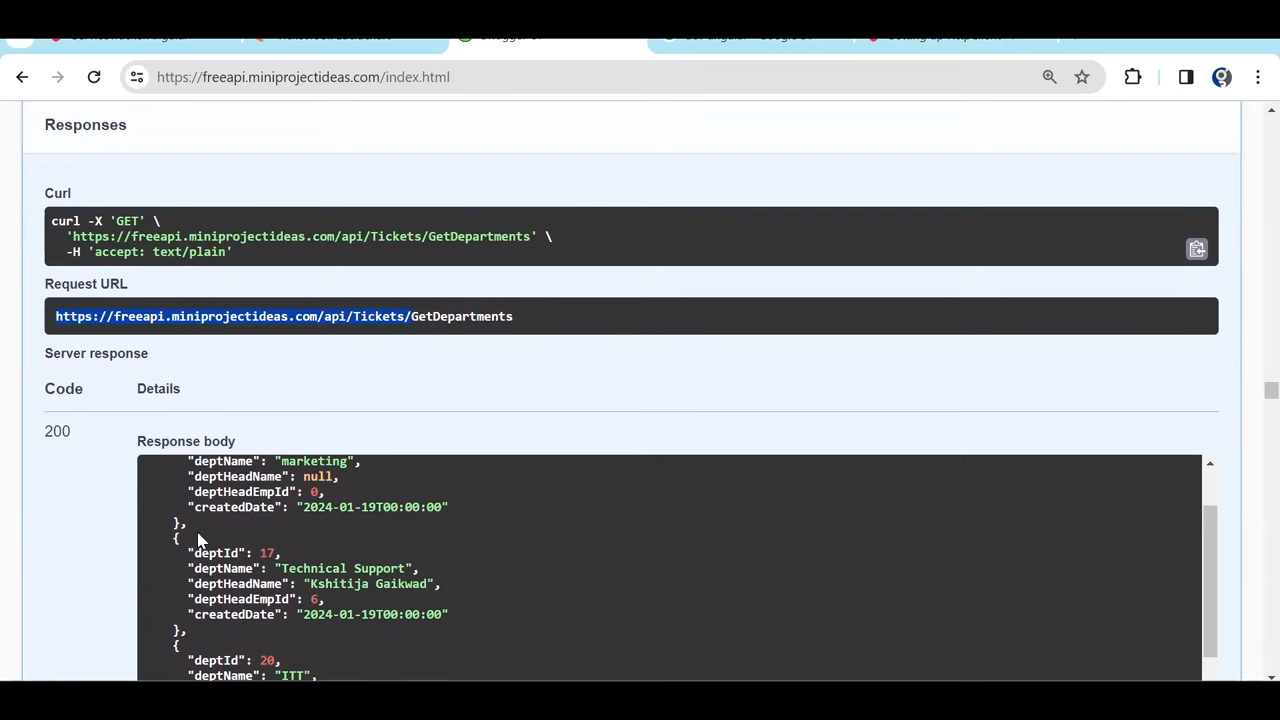 https://freeapi.miniprojectideas.com/index.html
Responses
Curl
curl -X 'GET' \
'https://freeapi.miniprojectideas.com/api/Tickets/GetDepartments' \
-H 'accept: text/plain'
Request URL
https://freeapi.miniprojectideas.com/api/Tickets/GetDepartments
Server response
Code Details
200
Response body
"deptName": "marketing",
"deptHeadName": null,
"deptHeadEmpId": 0,
"createdDate": "2024-01-19T00:00:00"
},
{
"deptId": 17,
"deptName": "Technical Support",
"deptHeadName": "Kshitija Gaikwad",
"deptHeadEmpId": 6,
"createdDate": "2024-01-19T00:00:00"
},
{
"deptId": 20,
"deptName": "ITT",